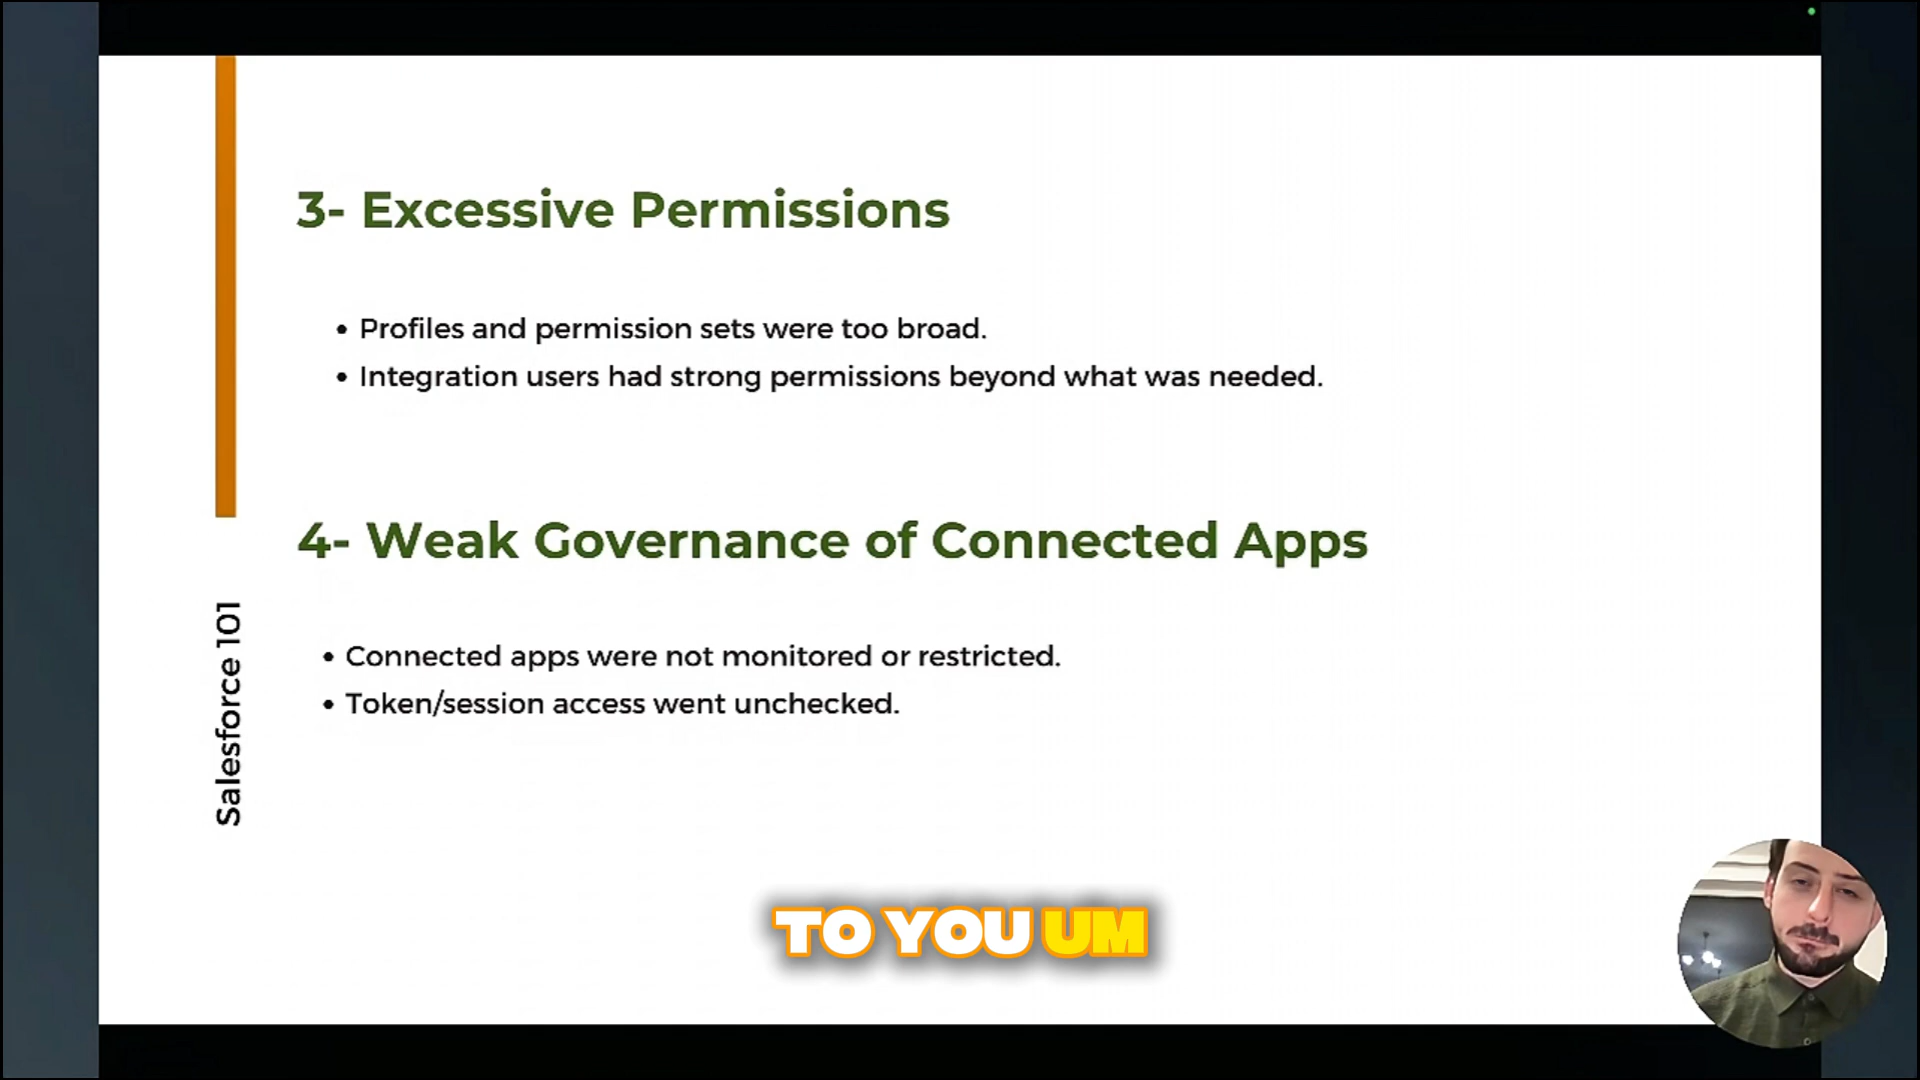 3- Excessive Permissions
• Profiles and permission sets were too broad.
• Integration users had strong permissions beyond what was needed.
4- Weak Governance of Connected Apps
• Connected apps were not monitored or restricted.
• Token/session access went unchecked.
Salesforce 101
TO YOU UM